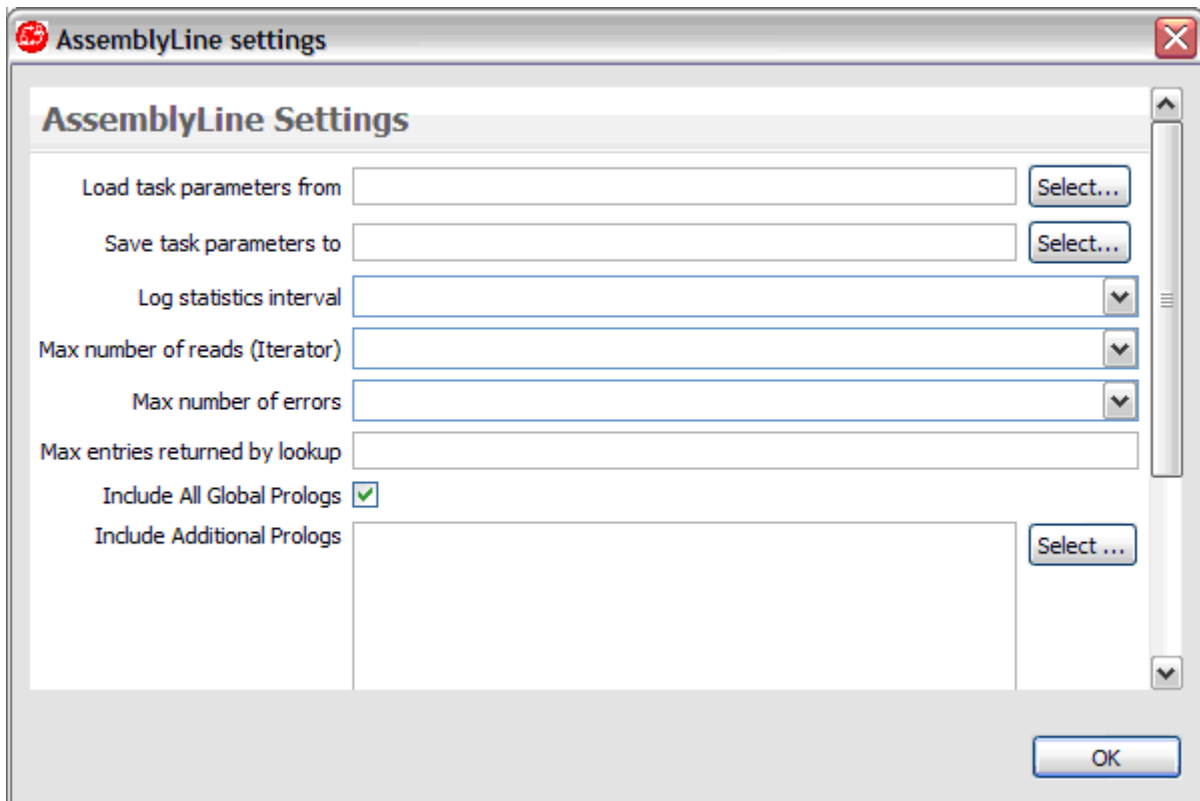 AssemblyLine settings
AssemblyLine Settings
Load task parameters from Select...
Save task parameters to Select...
Log statistics interval
Max number of reads (Iterator)
Max number of errors
Max entries returned by lookup
Include All Global Prologs
Include Additional Prologs Select ...
OK